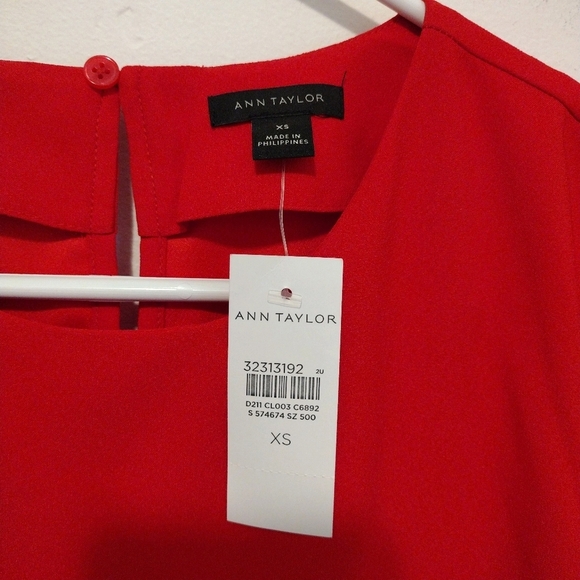 ANN TAYLOR
XS
MADE IN
PHILIPPINES
ANN TAYLOR
32313192 2U
D211 CL003 C6892
S 574674 SZ 500
XS